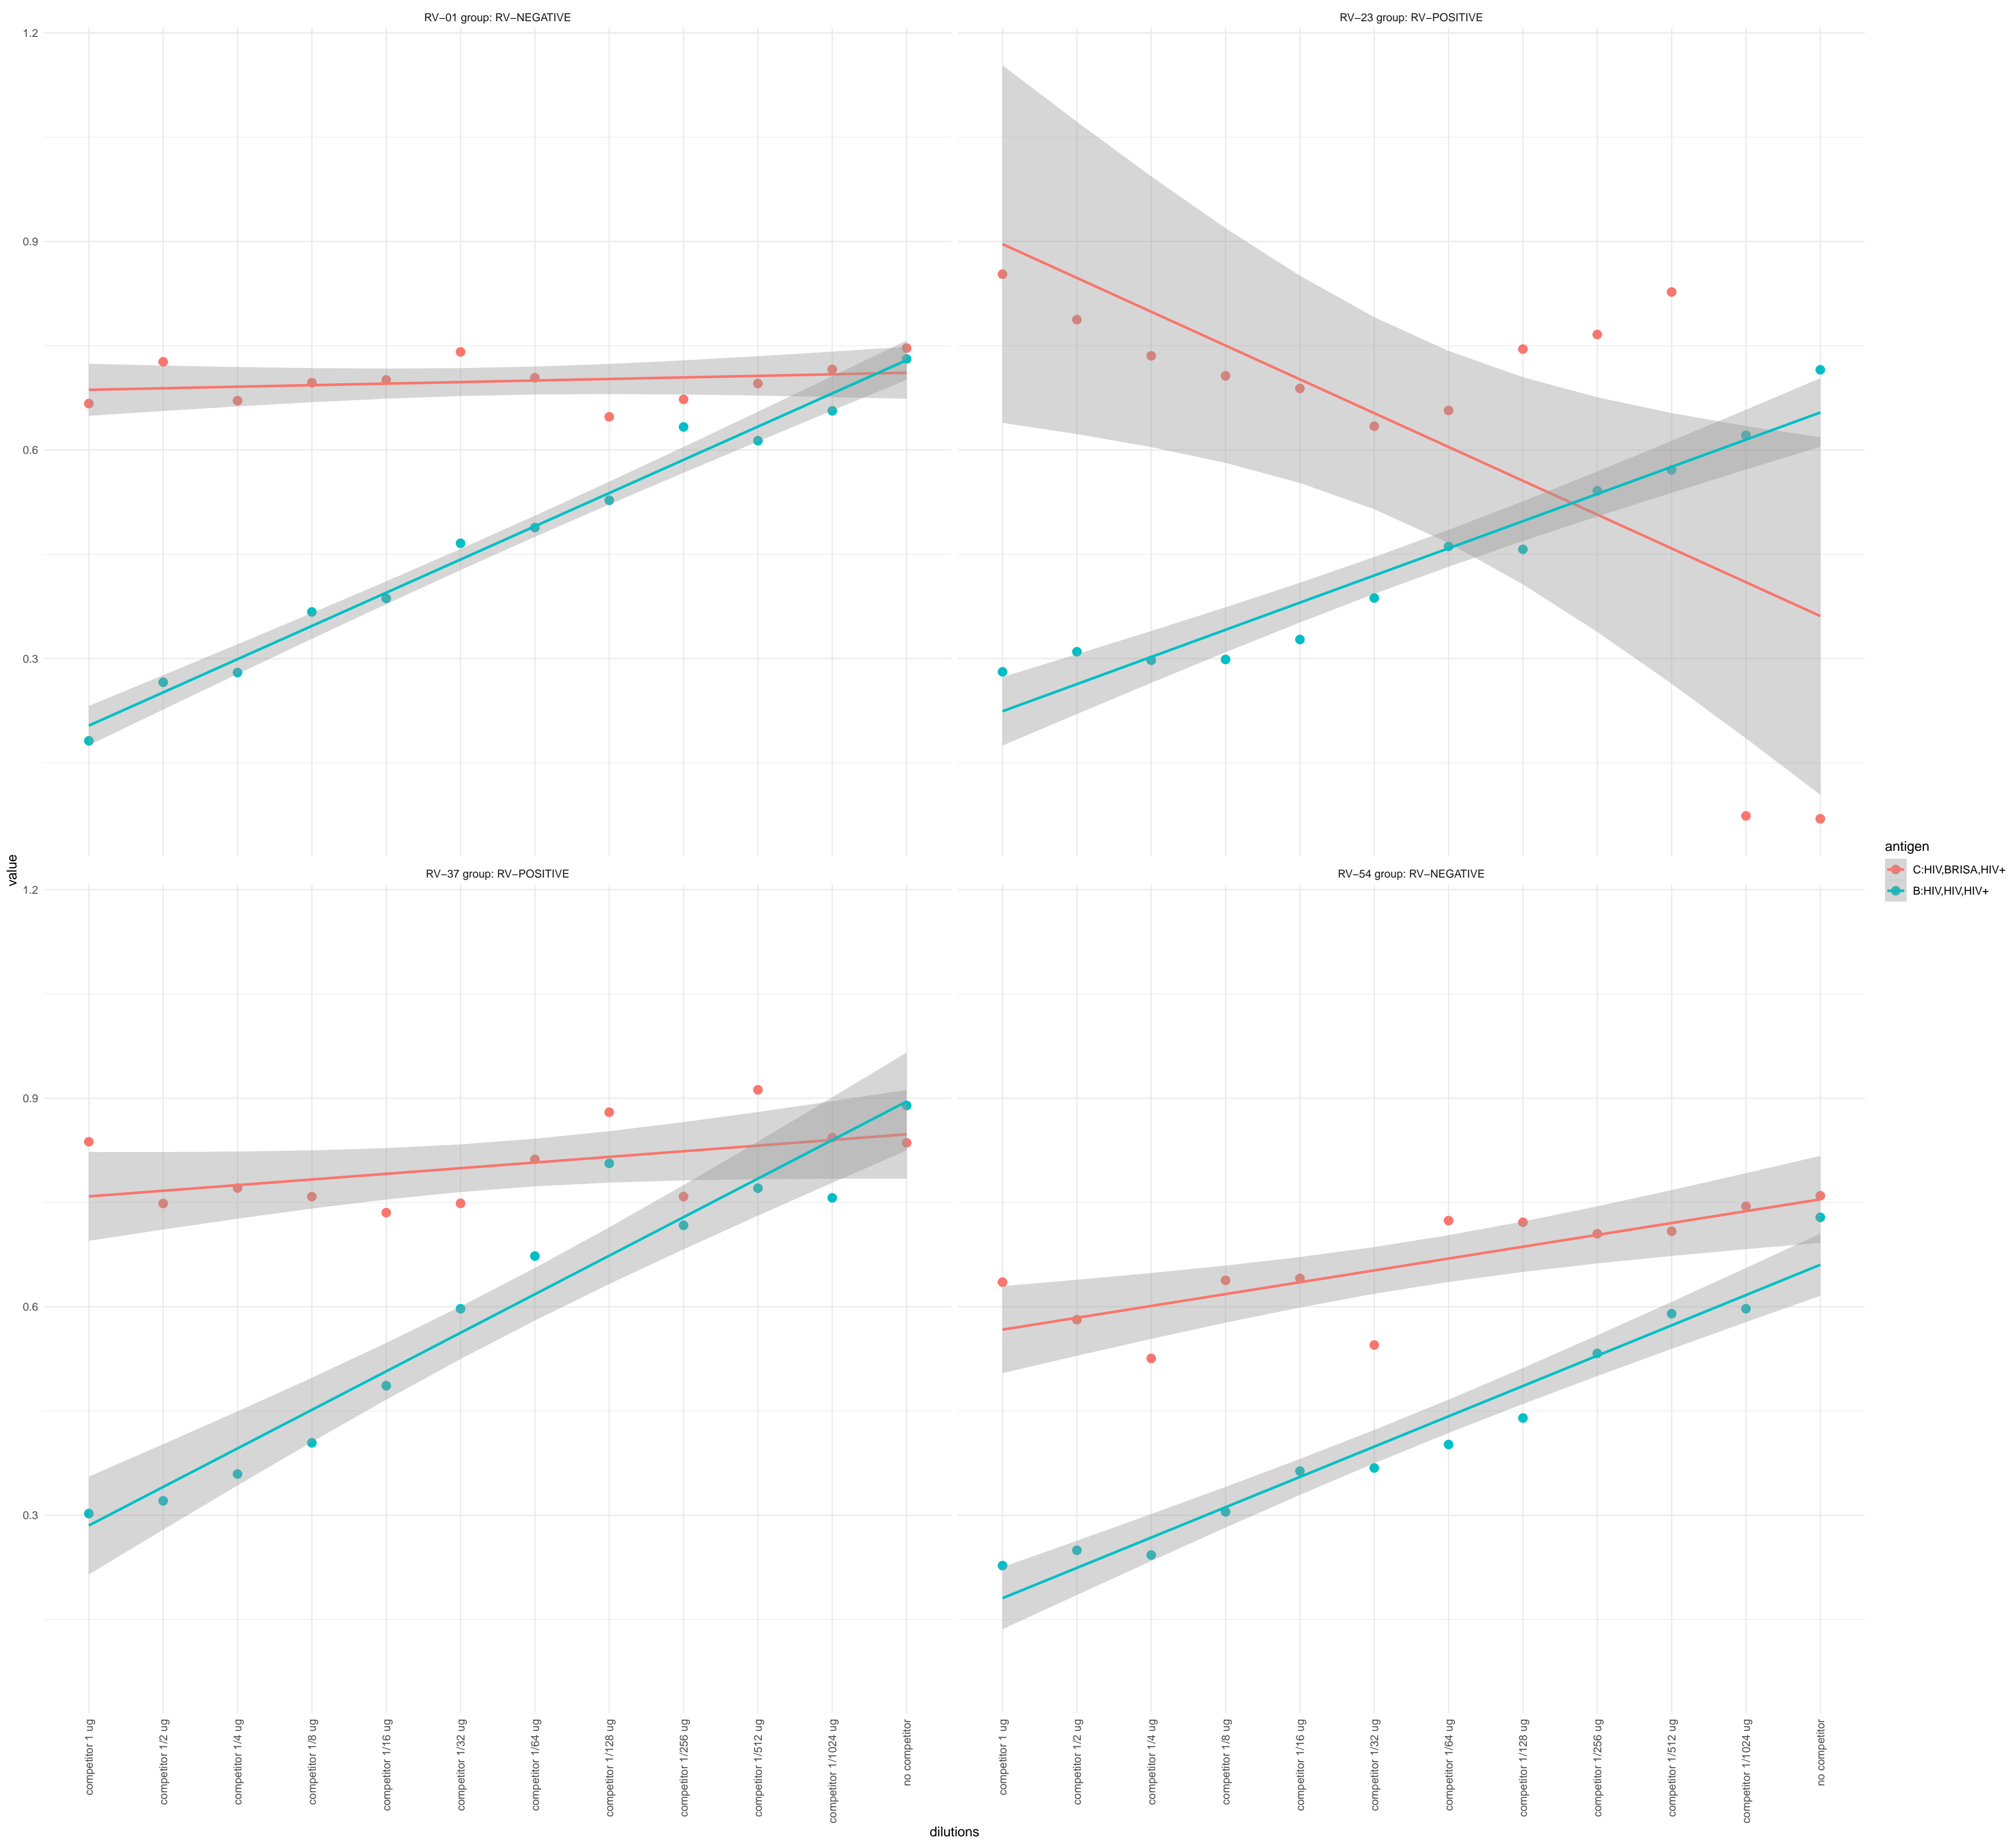 RV−01 group: RV−NEGATIVE
RV−23 group: RV−POSITIVE
1.2
0.9
0.6
0.3
RV−37 group: RV−POSITIVE
RV−54 group: RV−NEGATIVE
1.2
0.9
0.6
0.3
value
antigen
C:HIV,BRISA,HIV+
B:HIV,HIV,HIV+
competitor 1 ug
competitor 1/2 ug
competitor 1/4 ug
competitor 1/8 ug
competitor 1/16 ug
competitor 1/32 ug
competitor 1/64 ug
competitor 1/128 ug
competitor 1/256 ug
competitor 1/512 ug
competitor 1/1024 ug
no competitor
competitor 1 ug
competitor 1/2 ug
competitor 1/4 ug
competitor 1/8 ug
competitor 1/16 ug
competitor 1/32 ug
competitor 1/64 ug
competitor 1/128 ug
competitor 1/256 ug
competitor 1/512 ug
competitor 1/1024 ug
no competitor
dilutions